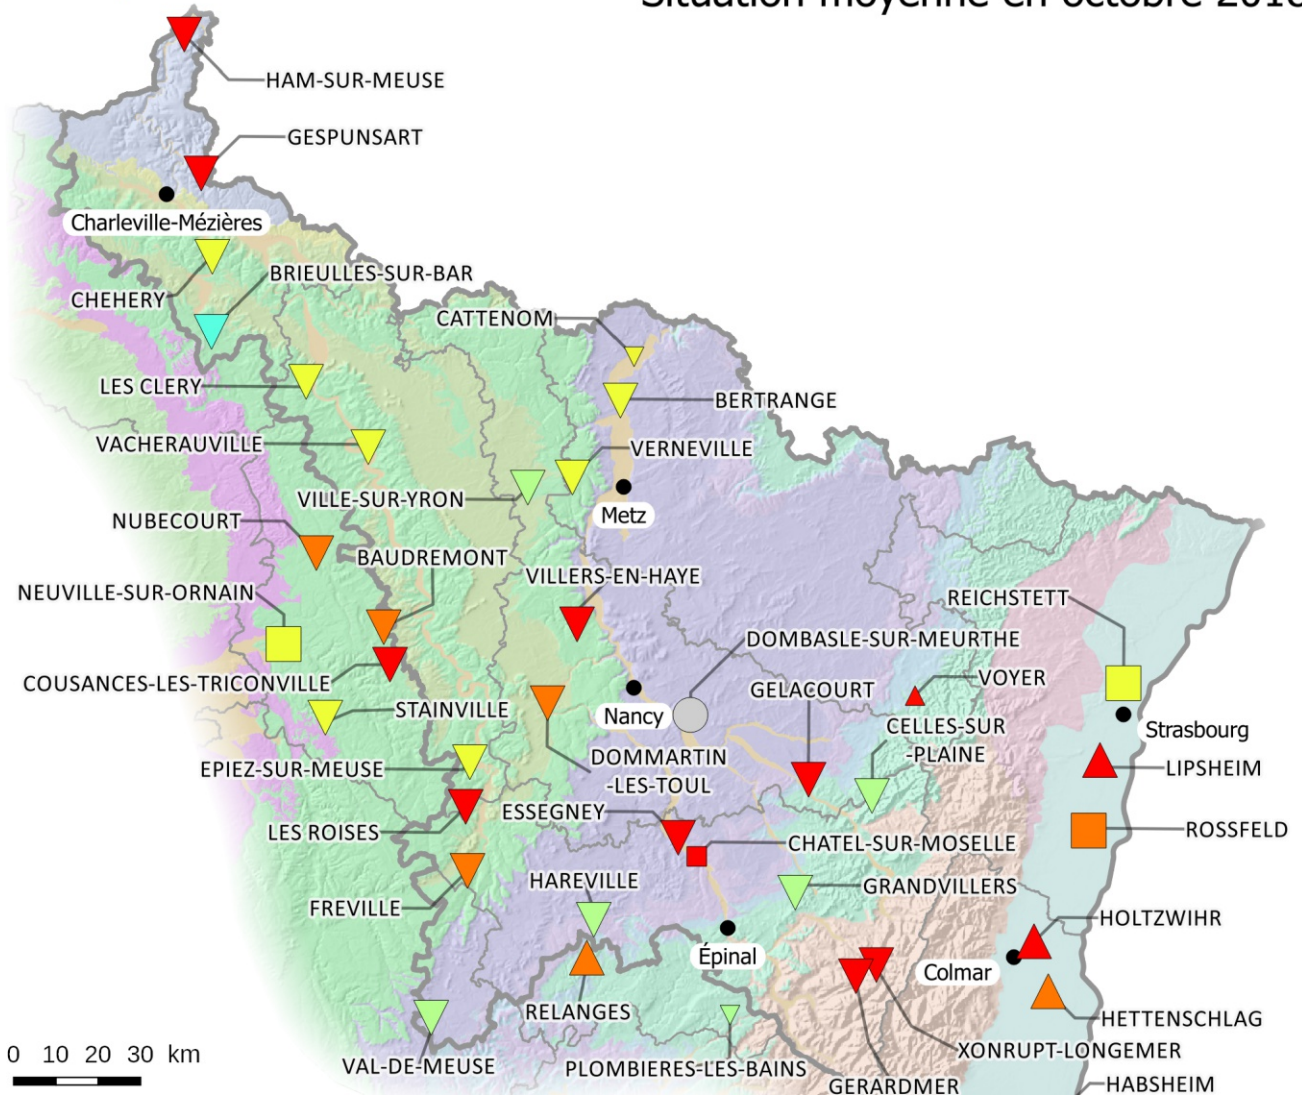 Situation moyenne en octobre 2018
HAM-SUR-MEUSE
GESPUNSART
Charleville-Mézières
BRIEULLES-SUR-BAR
CHEHERY
CATTENOM
LES CLERY
BERTRANGE
VACHERAUVILLE
VERNEVILLE
VILLE-SUR-YRON
Metz
NUBECOURT
BAUDREMONT
VILLERS-EN-HAYE
NEUVILLE-SUR-ORNAIN
REICHSTETT
DOMBASLE-SUR-MEURTHE
COUSANCES-LES-TRICONVILLE
GELACOURT
VOYER
STAINVILLE
Nancy
CELLES-SUR
-PLAINE
Strasbourg
EPIEZ-SUR-MEUSE
DOMMARTIN
-LES-TOUL
LIPSHEIM
ESSEGNEY
LES ROISES
ROSSFELD
CHATEL-SUR-MOSELLE
HAREVILLE
GRANDVILLERS
FREVILLE
HOLTZWIHR
Épinal
Colmar
RELANGES
HETTENSCHLAG
0 10 20 30 km
XONRUPT-LONGEMER
VAL-DE-MEUSE
PLOMBIERES-LES-BAINS
GERARDMER
HABSHEIM